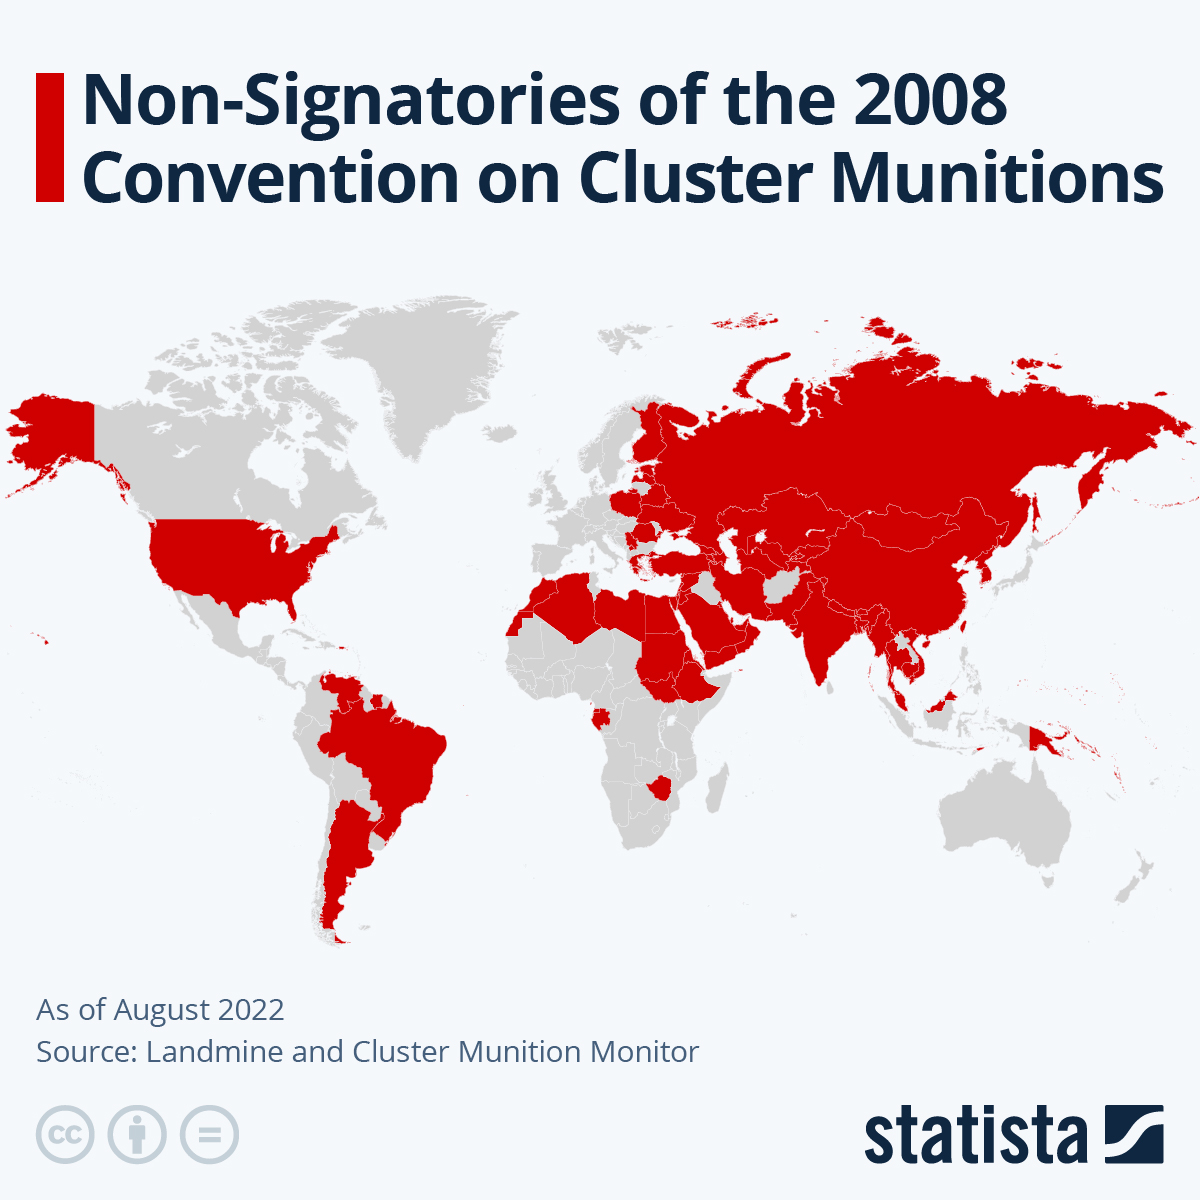 Non-Signatories of the 2008
Convention on Cluster Munitions
As of August 2022
Source: Landmine and Cluster Munition Monitor
cc
statista